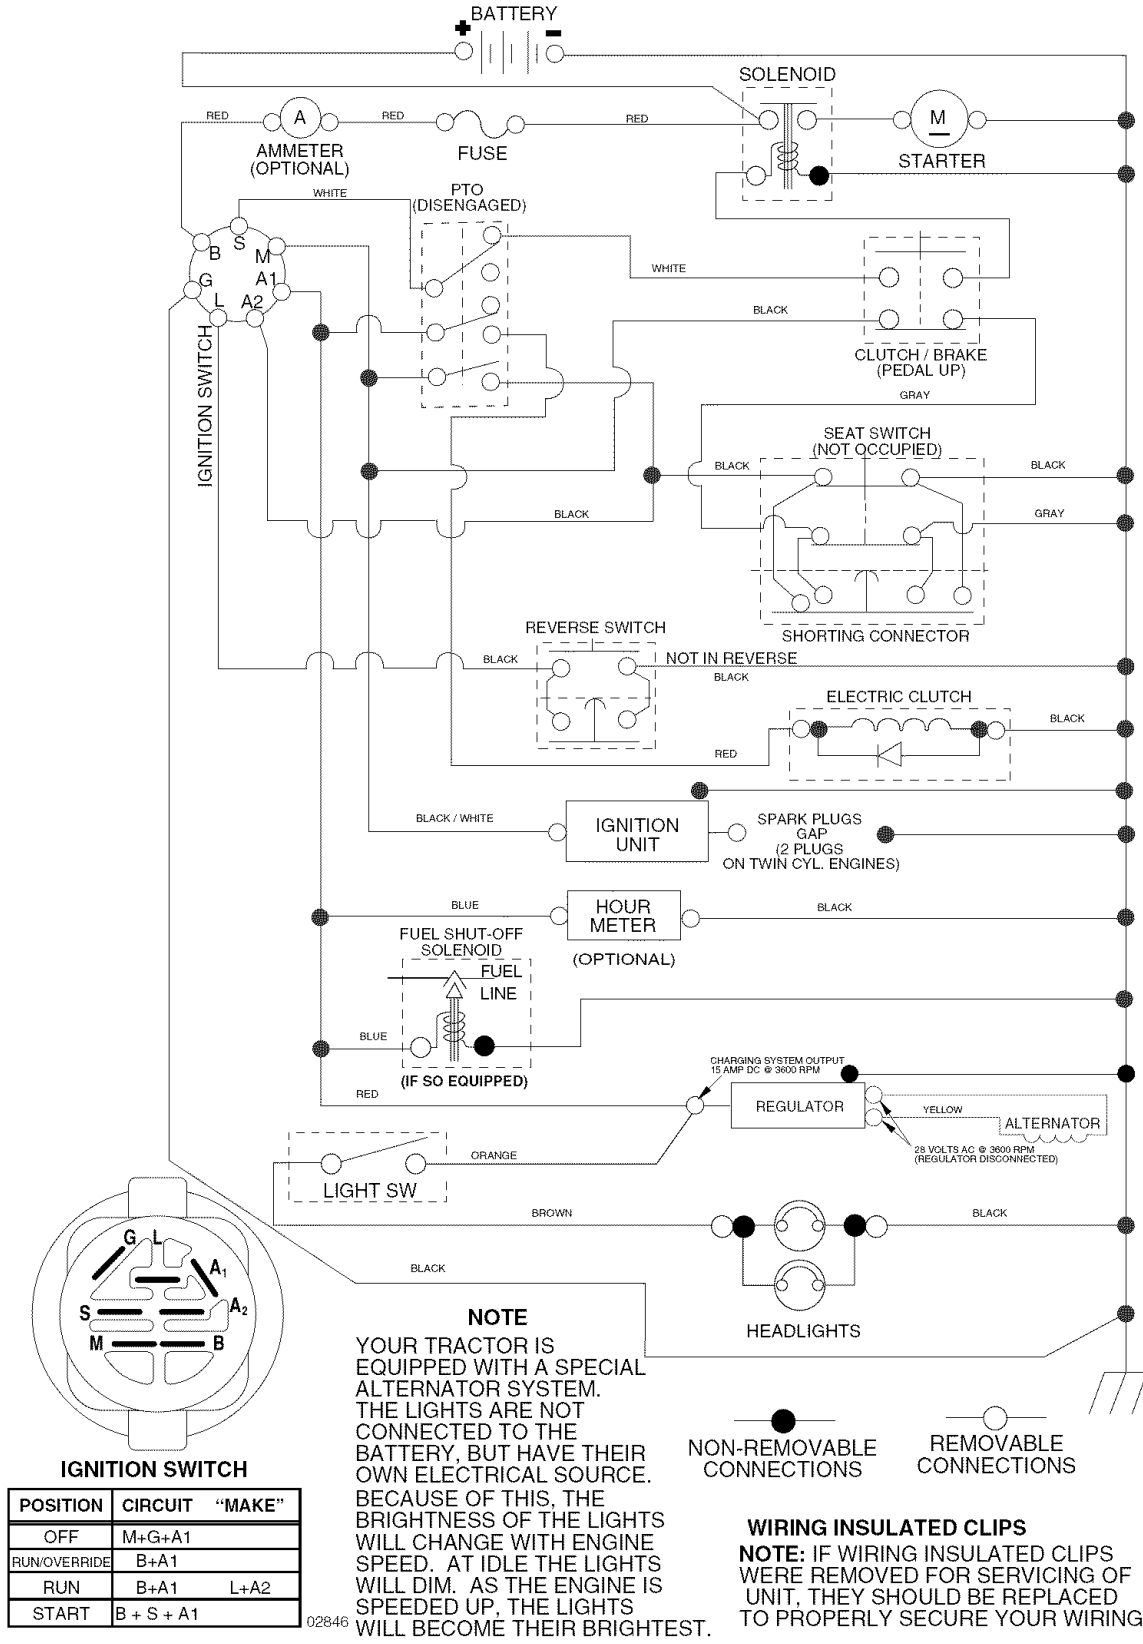 BATTERY
+ -
SOLENOID
RED
A
RED
RED
M
AMMETER
(OPTIONAL)
FUSE
STARTER
WHITE
PTO
(DISENGAGED)
S
B
M
G
A1
L
A2
IGNITION SWITCH
WHITE
BLACK
CLUTCH / BRAKE
(PEDAL UP)
GRAY
SEAT SWITCH
(NOT OCCUPIED)
BLACK
BLACK
BLACK
GRAY
SHORTING CONNECTOR
REVERSE SWITCH
BLACK
NOT IN REVERSE
BLACK
ELECTRIC CLUTCH
BLACK
RED
BLACK / WHITE
IGNITION
UNIT
SPARK PLUGS
GAP
(2 PLUGS
ON TWIN CYL. ENGINES)
BLUE
HOUR
METER
BLACK
(OPTIONAL)
FUEL SHUT-OFF
SOLENOID
FUEL
LINE
BLUE
(IF SO EQUIPPED)
CHARGING SYSTEM OUTPUT
15 AMP DC @ 3600 RPM
RED
REGULATOR
YELLOW
ALTERNATOR
28 VOLTS AC @ 3600 RPM
(REGULATOR DISCONNECTED)
ORANGE
LIGHT SW
BROWN
BLACK
BLACK
HEADLIGHTS
G L
A1
A2
S
M
B
IGNITION SWITCH
POSITION CIRCUIT "MAKE"
OFF M+G+A1
RUN/OVERRIDE B+A1
RUN B+A1 L+A2
START B + S + A1
02846
NOTE
YOUR TRACTOR IS
EQUIPPED WITH A SPECIAL
ALTERNATOR SYSTEM.
THE LIGHTS ARE NOT
CONNECTED TO THE
BATTERY, BUT HAVE THEIR
OWN ELECTRICAL SOURCE.
BECAUSE OF THIS, THE
BRIGHTNESS OF THE LIGHTS
WILL CHANGE WITH ENGINE
SPEED. AT IDLE THE LIGHTS
WILL DIM. AS THE ENGINE IS
SPEEDED UP, THE LIGHTS
WILL BECOME THEIR BRIGHTEST.
NON-REMOVABLE
CONNECTIONS
REMOVABLE
CONNECTIONS
WIRING INSULATED CLIPS
NOTE: IF WIRING INSULATED CLIPS
WERE REMOVED FOR SERVICING OF
UNIT, THEY SHOULD BE REPLACED
TO PROPERLY SECURE YOUR WIRING